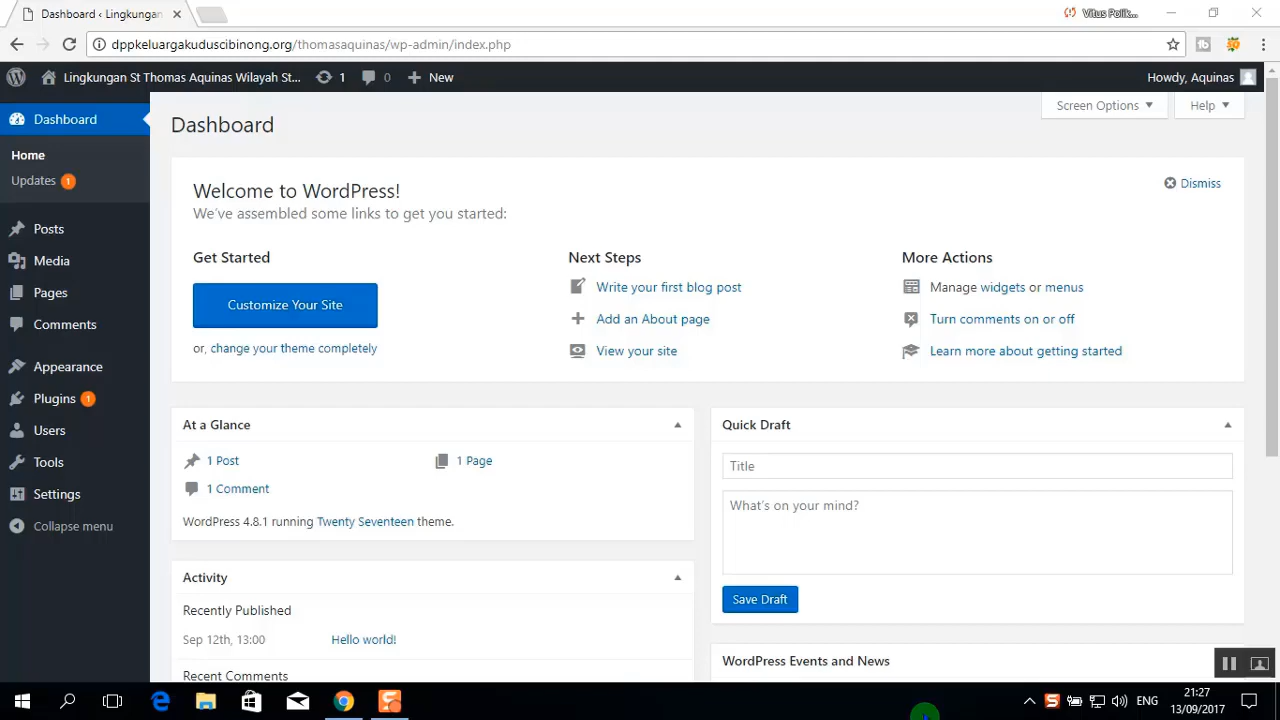 Dashboard ‹ Lingkungan
Vitus Polik...
dppkeluargakuduscibinong.org/thomasaquinas/wp-admin/index.php
Lingkungan St Thomas Aquinas Wilayah St... 1 0 New Howdy, Aquinas
Screen Options Help
Dashboard
Home
Updates 1
Posts
Media
Pages
Comments
Appearance
Plugins 1
Users
Tools
Settings
Collapse menu
Dashboard
Welcome to WordPress!
Dismiss
We've assembled some links to get you started:
Get Started
Customize Your Site
or, change your theme completely
Next Steps
Write your first blog post
Add an About page
View your site
More Actions
Manage widgets or menus
Turn comments on or off
Learn more about getting started
At a Glance
1 Post 1 Page
1 Comment
WordPress 4.8.1 running Twenty Seventeen theme.
Activity
Recently Published
Sep 12th, 13:00 Hello world!
Recent Comments
Quick Draft
Title
What's on your mind?
Save Draft
WordPress Events and News
ENG
21:27
13/09/2017